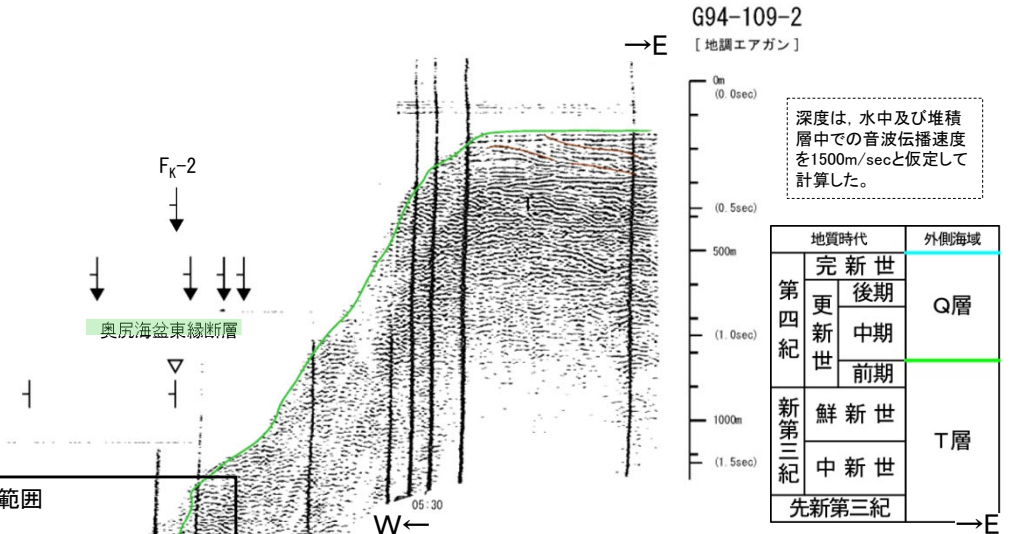 G94-109-2
→E
[地調エアガン]
0m
(0.0sec)
深度は，水中及び堆積
層中での音波伝播速度
を1500m/secと仮定して
計算した。
FK-2
(0.5sec)
T
地質時代 外側海域
500m
完新世
第四紀 更新世 後期 Q層
中期
奥尻海盆東縁断層
(1.0sec)
前期
新第三紀 鮮新世 T層
1000m
中新世
(1.5sec)
範囲
05:30
先新第三紀
W←
→E